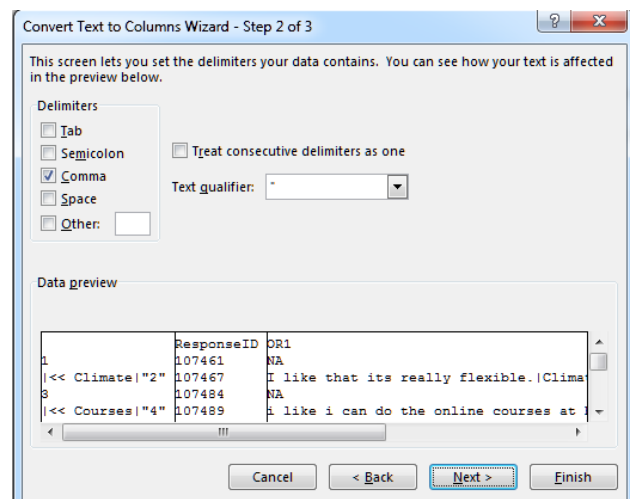 Convert Text to Columns Wizard - Step 2 of 3
This screen lets you set the delimiters your data contains. You can see how your text is affected
in the preview below.
Delimiters
Tab
Semicolon
Comma
Space
Other:
Treat consecutive delimiters as one
Text qualifier: "
Data preview
ResponseID OR1
1 107461 NA
|<< Climate|"2" 107467 I like that its really flexible.|Clima
3 107484 NA
|<< Courses|"4" 107489 i like i can do the online courses at
Cancel < Back Next > Finish